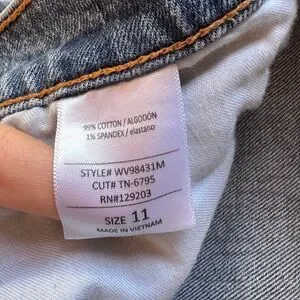 99% COTTON / ALGODÓN
1% SPANDEX / elastano
STYLE# WV98431M
CUT# TN-6795
RN#129203
SIZE 11
MADE IN VIETNAM